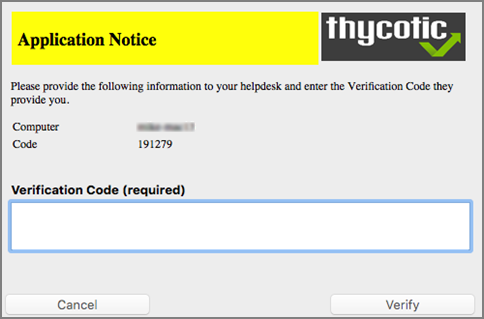 Application Notice
thycotic
Please provide the following information to your helpdesk and enter the Verification Code they
provide you.
Computer
Code 191279
Verification Code (required)
Cancel Verify